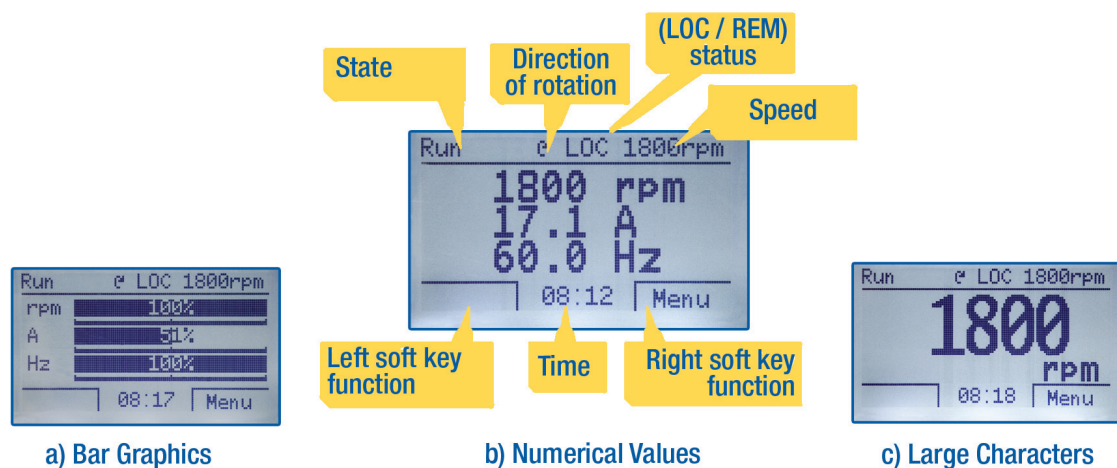 (LOC / REM)
status
State
Direction
of rotation
Speed
Run LOC 1800rpm
1800 rpm
17.1 A
60.0 Hz
08:12 Menu
Left soft key
function
Time
Right soft key
function
b) Numerical Values
Run LOC 1800rpm
rpm 100%
A 51%
Hz 100%
08:17 Menu
a) Bar Graphics
Run LOC 1800rpm
1800
rpm
08:18 Menu
c) Large Characters